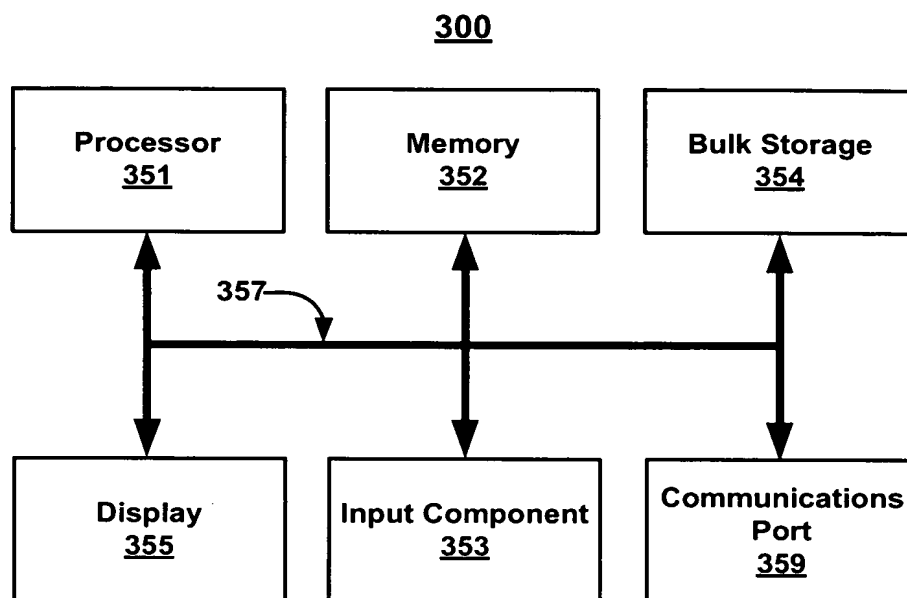 300
Processor
351
Memory
352
Bulk Storage
354
357
Display
355
Input Component
353
Communications
Port
359